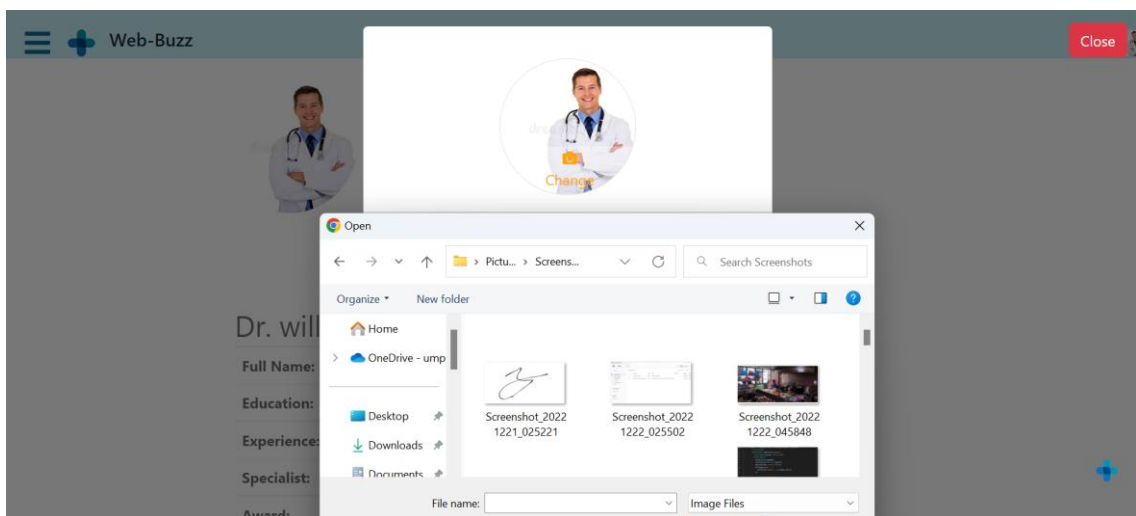 Web-Buzz
Close
Change
Open
Pictu... > Screens...
Search Screenshots
Organize
New folder
Home
OneDrive - ump
Desktop
Downloads
Documents
Screenshot_2022
1221_025221
Screenshot_2022
1222_025502
Screenshot_2022
1222_045848
File name:
Image Files
Dr. will
Full Name:
Education:
Experience:
Specialist:
Award: